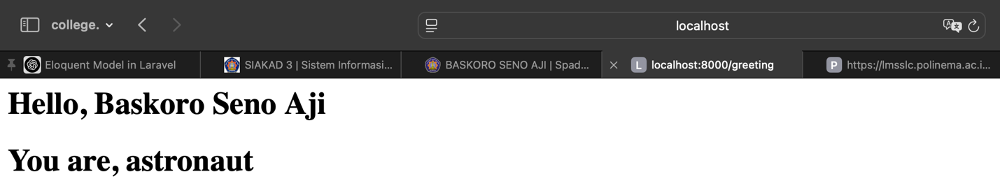 college.
localhost
Eloquent Model in Laravel
SIAKAD 3 | Sistem Informasi...
BASKORO SENO AJI | Spad...
L
localhost:8000/greeting
P
https://lmsslc.polinema.ac.i...
Hello, Baskoro Seno Aji
You are, astronaut